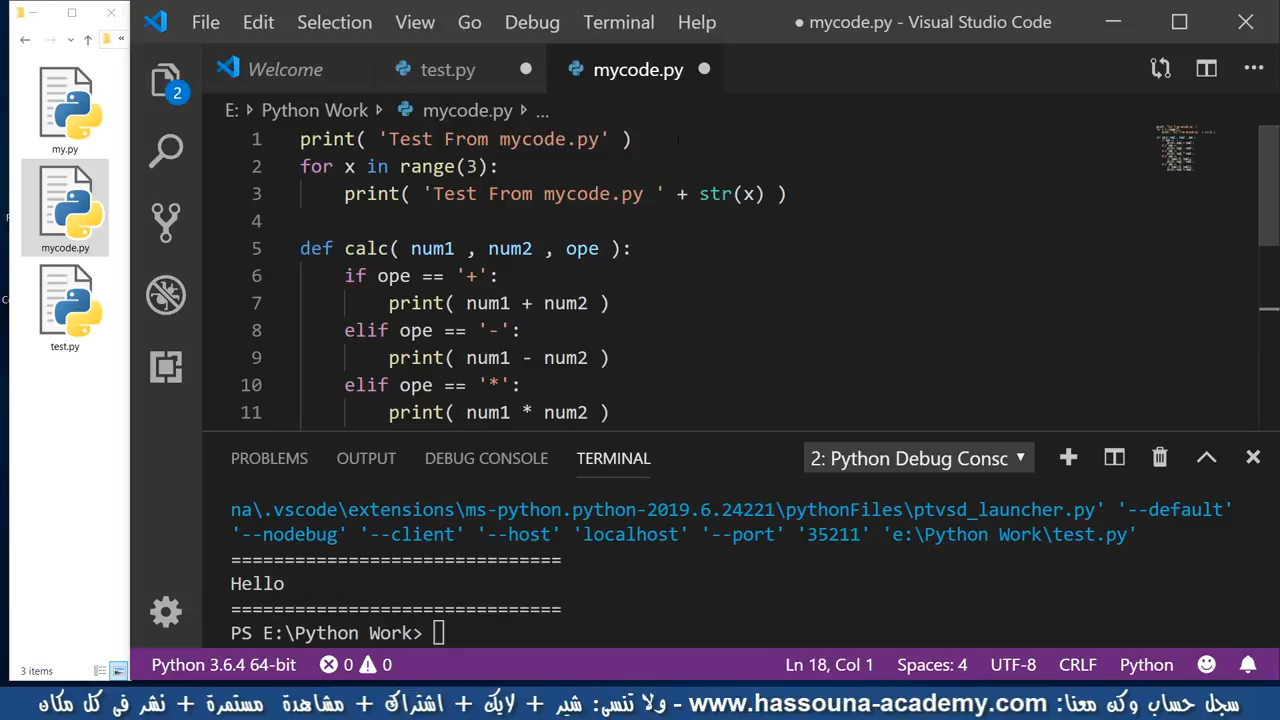 File Edit Selection View Go Debug Terminal Help ● mycode.py - Visual Studio Code
Welcome test.py mycode.py
2
E: > Python Work > mycode.py > ...
my.py
mycode.py
test.py
1 print( 'Test From mycode.py' )
2 for x in range(3):
3 print( 'Test From mycode.py ' + str(x) )
4
5 def calc( num1 , num2 , ope ):
6 if ope == '+':
7 print( num1 + num2 )
8 elif ope == '-':
9 print( num1 - num2 )
10 elif ope == '*':
11 print( num1 * num2 )
PROBLEMS OUTPUT DEBUG CONSOLE TERMINAL 2: Python Debug Consc
na\.vscode\extensions\ms-python.python-2019.6.24221\pythonFiles\ptvsd_launcher.py' '--default'
'--nodebug' '--client' '--host' 'localhost' '--port' '35211' 'e:\Python Work\test.py'
==============================
Hello
==============================
PS E:\Python Work>
3 items
Python 3.6.4 64-bit 0 0 Ln 18, Col 1 Spaces: 4 UTF-8 CRLF Python
سجل حساب وكن معنا: www.hassouna-academy.com - ولا تنسى: شير + لايك + اشتراك + مشاهدة مستمرة + نشر فى كل مكان